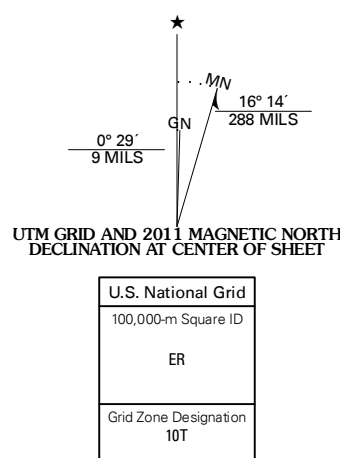 ★
MN
GN
16° 14´
288 MILS
0° 29´
9 MILS
UTM GRID AND 2011 MAGNETIC NORTH
DECLINATION AT CENTER OF SHEET
U.S. National Grid
100,000-m Square ID
ER
Grid Zone Designation
10T